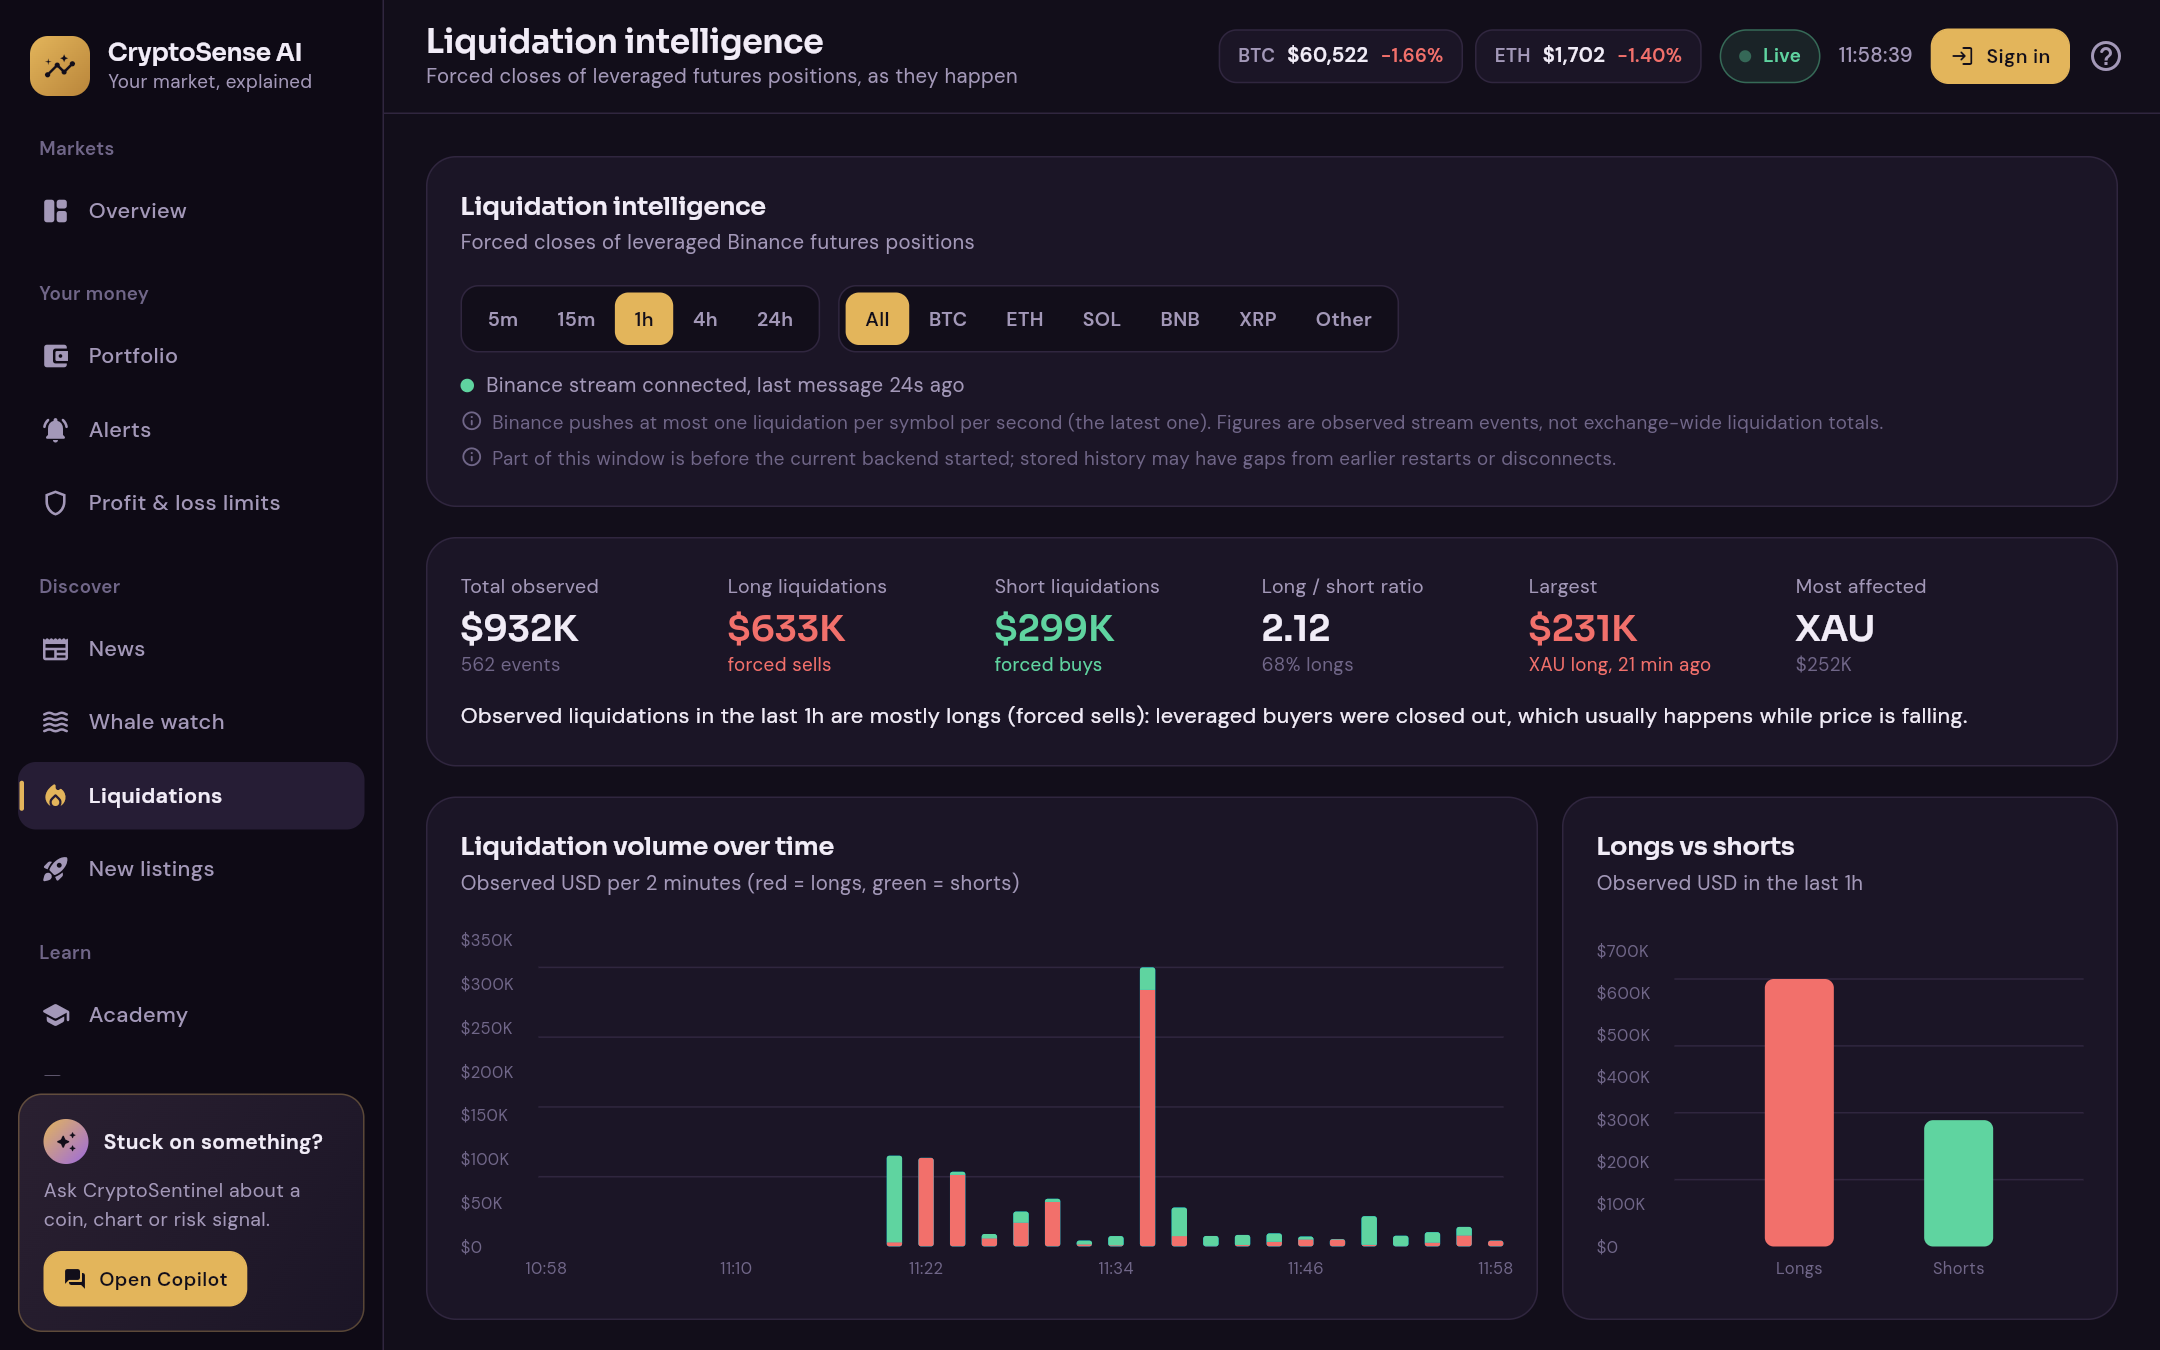 CryptoSense AI
Your market, explained
Markets
Overview
Your money
Portfolio
Alerts
Profit & loss limits
Discover
News
Whale watch
Liquidations
New listings
Learn
Academy
Stuck on something?
Ask CryptoSentinel about a
coin, chart or risk signal.
Open Copilot
Liquidation intelligence
Forced closes of leveraged futures positions, as they happen
BTC $60,522 -1.66%
ETH $1,702 -1.40%
Live
11:58:39
Sign in
Liquidation intelligence
Forced closes of leveraged Binance futures positions
5m 15m 1h 4h 24h
All BTC ETH SOL BNB XRP Other
Binance stream connected, last message 24s ago
Binance pushes at most one liquidation per symbol per second (the latest one). Figures are observed stream events, not exchange-wide liquidation totals.
Part of this window is before the current backend started; stored history may have gaps from earlier restarts or disconnects.
Total observed
$932K
562 events
Long liquidations
$633K
forced sells
Short liquidations
$299K
forced buys
Long / short ratio
2.12
68% longs
Largest
$231K
XAU long, 21 min ago
Most affected
XAU
$252K
Observed liquidations in the last 1h are mostly longs (forced sells): leveraged buyers were closed out, which usually happens while price is falling.
Liquidation volume over time
Observed USD per 2 minutes (red = longs, green = shorts)
$350K
$300K
$250K
$200K
$150K
$100K
$50K
$0
10:58 11:10 11:22 11:34 11:46 11:58
Longs vs shorts
Observed USD in the last 1h
$700K
$600K
$500K
$400K
$300K
$200K
$100K
$0
Longs Shorts